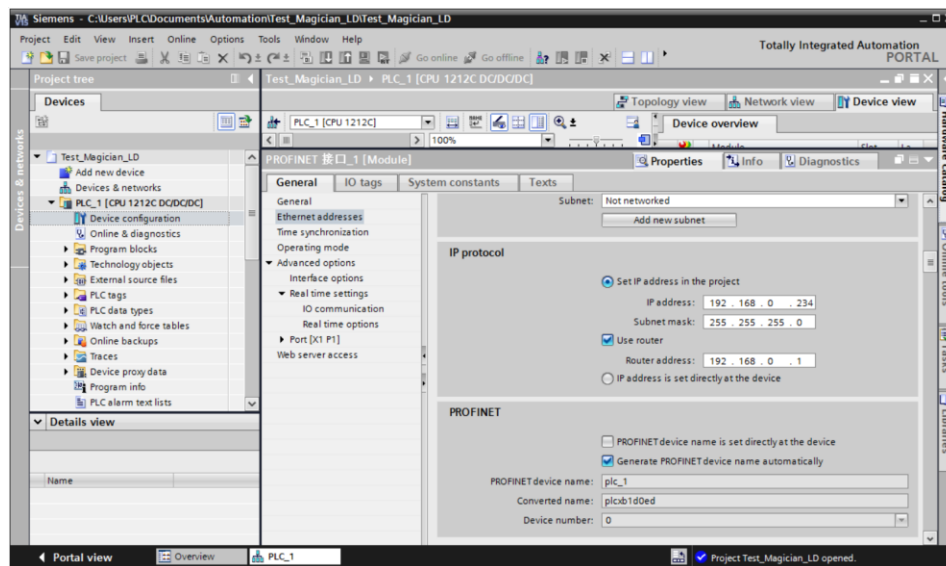 Siemens - C:\Users\PLC\Documents\Automation\Test_Magician_LD\Test_Magician_LD
Project Edit View Insert Online Options Tools Window Help
Totally Integrated Automation
PORTAL
Save project Go online Go offline
Project tree
Test_Magician_LD ▸ PLC_1 [CPU 1212C DC/DC/DC]
Devices
Topology view Network view Device view
PLC_1 [CPU 1212C]
Device overview
100%
Devices & networks
Test_Magician_LD
Add new device
Devices & networks
PLC_1 [CPU 1212C DC/DC/DC]
Device configuration
Online & diagnostics
Program blocks
Technology objects
External source files
PLC tags
PLC data types
Watch and force tables
Online backups
Traces
Device proxy data
Program info
PLC alarm text lists
Details view
Name
PROFINET 接口_1 [Module]
Properties Info Diagnostics
General IO tags System constants Texts
General
Ethernet addresses
Time synchronization
Operating mode
Advanced options
Interface options
Real time settings
IO communication
Real time options
Port [X1 P1]
Web server access
Subnet: Not networked
Add new subnet
IP protocol
Set IP address in the project
IP address: 192 . 168 . 0 . 234
Subnet mask: 255 . 255 . 255 . 0
Use router
Router address: 192 . 168 . 0 . 1
IP address is set directly at the device
PROFINET
PROFINET device name is set directly at the device
Generate PROFINET device name automatically
PROFINET device name: plc_1
Converted name: plcxb1d0ed
Device number: 0
Portal view Overview PLC_1
Project Test_Magician_LD opened.